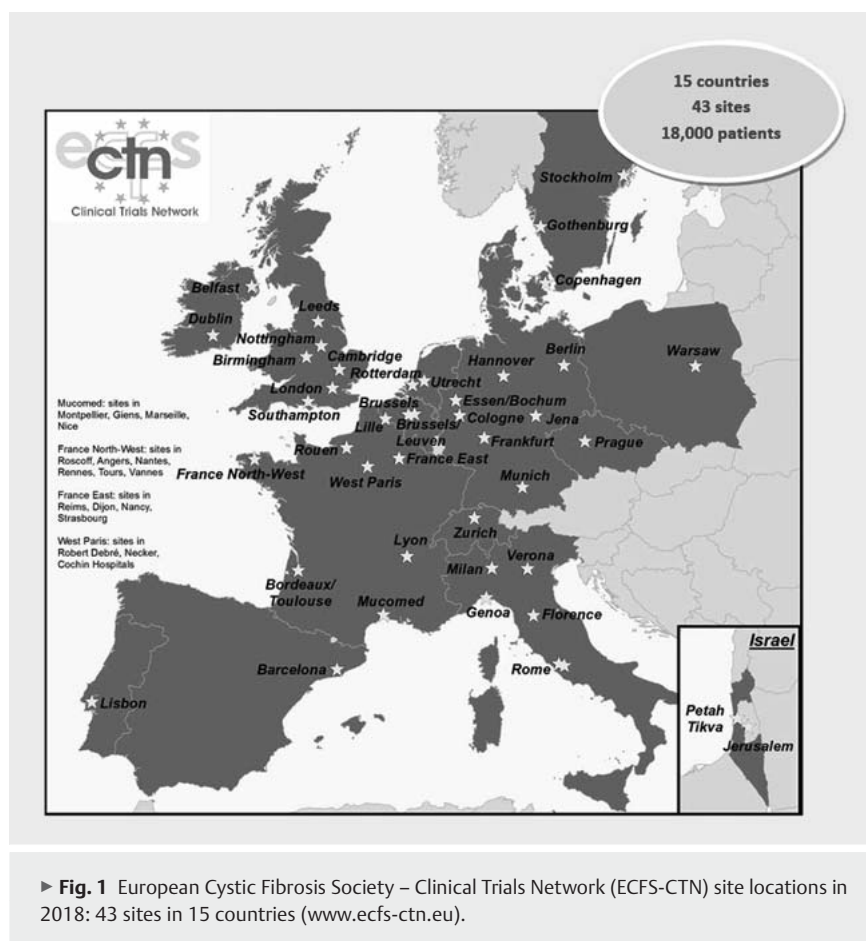 15 countries
43 sites
18,000 patients
ecfs
ctn
Clinical Trials Network
Stockholm
Gothenburg
Copenhagen
Belfast
Dublin
Leeds
Nottingham
Birmingham
Cambridge
London
Southampton
Rotterdam
Utrecht
Hannover
Berlin
Warsaw
Essen/Bochum
Brussels
Cologne
Jena
Lille
Brussels/
Leuven
Frankfurt
Prague
Rouen
France East
France North-West
West Paris
Munich
Zurich
Lyon
Milan
Verona
Bordeaux/
Toulouse
Mucomed
Genoa
Florence
Barcelona
Rome
Lisbon
Mucomed: sites in
Montpellier, Giens, Marseille,
Nice
France North-West: sites in
Roscoff, Angers, Nantes,
Rennes, Tours, Vannes
France East: sites in
Reims, Dijon, Nancy,
Strasbourg
West Paris: sites in
Robert Debré, Necker,
Cochin Hospitals
Israel
Petah
Tikva
Jerusalem
► Fig. 1 European Cystic Fibrosis Society – Clinical Trials Network (ECFS-CTN) site locations in
2018: 43 sites in 15 countries (www.ecfs-ctn.eu).